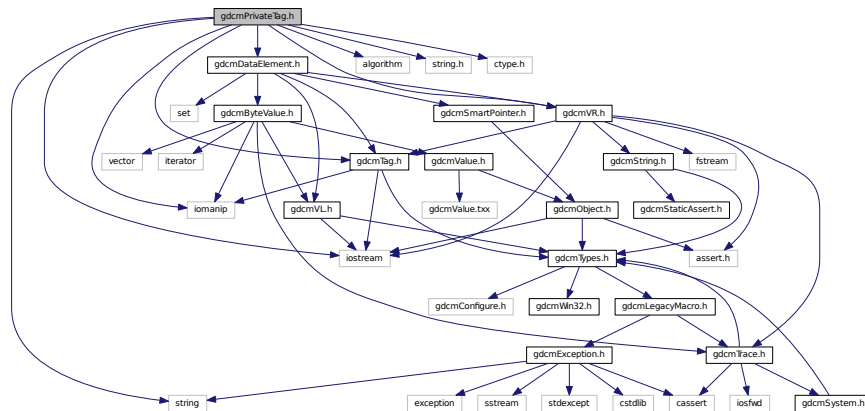 gdcmPrivateTag.h
gdcmDataElement.h
algorithm
string.h
ctype.h
set
gdcmByteValue.h
gdcmSmartPointer.h
gdcmVR.h
vector
iterator
gdcmTag.h
gdcmValue.h
gdcmString.h
fstream
iomanip
gdcmVL.h
gdcmValue.txx
gdcmObject.h
gdcmStaticAssert.h
iostream
gdcmTypes.h
assert.h
gdcmConfigure.h
gdcmWin32.h
gdcmLegacyMacro.h
gdcmException.h
gdcmTrace.h
string
exception
sstream
stdexcept
cstdlib
cassert
iosfwd
gdcmSystem.h